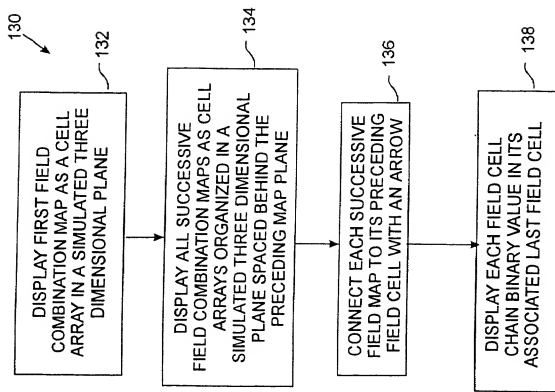 130
132
DISPLAY FIRST FIELD
COMBINATION MAP AS A CELL
ARRAY IN A SIMULATED THREE
DIMENSIONAL PLANE
134
DISPLAY ALL SUCCESSIVE
FIELD COMBINATION MAPS AS CELL
ARRAYS ORGANIZED IN A
SIMULATED THREE DIMENSIONAL
PLANE SPACED BEHIND THE
PRECEDING MAP PLANE
136
CONNECT EACH SUCCESSIVE
FIELD MAP TO ITS PRECEDING
FIELD CELL WITH AN ARROW
138
DISPLAY EACH FIELD CELL
CHAIN BINARY VALUE IN ITS
ASSOCIATED LAST FIELD CELL